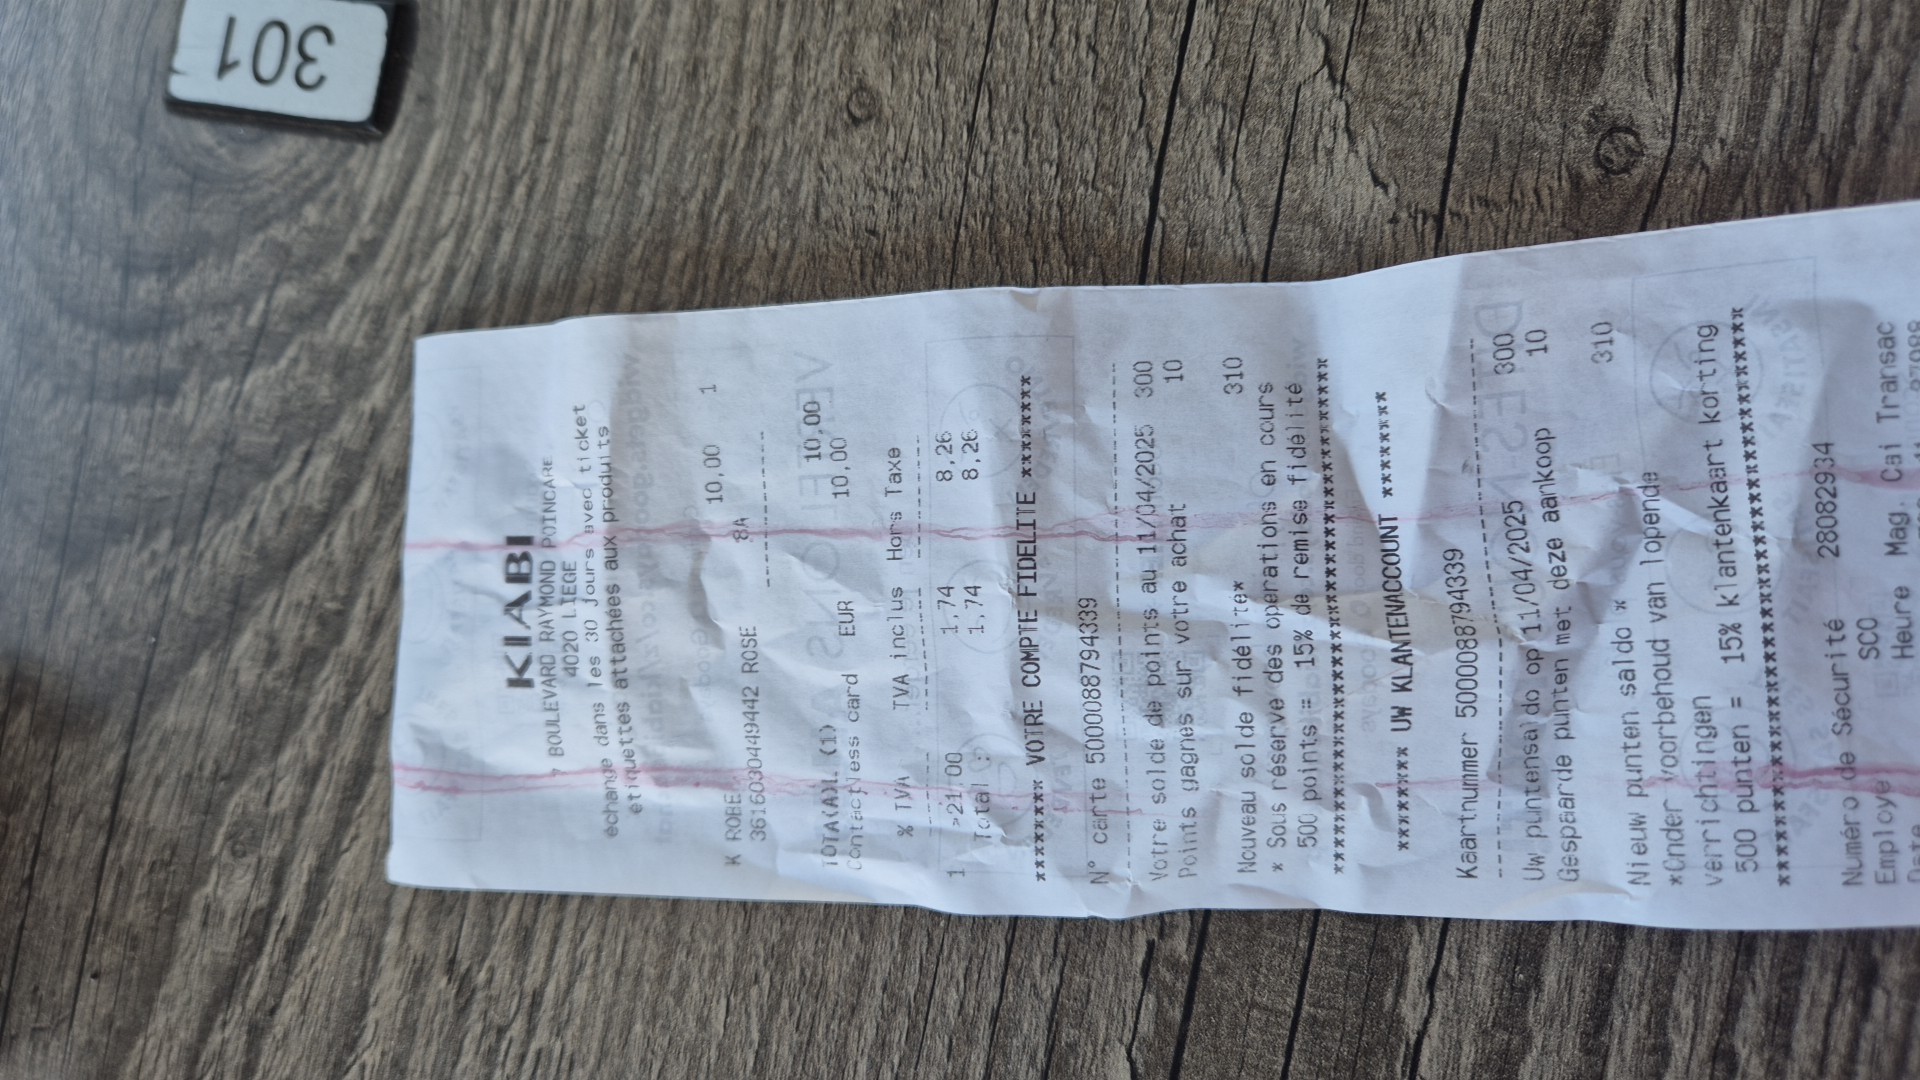 301
KIABI
7 BOULEVARD RAYMOND POINCARE
4020 LIEGE
échange dans les 30 jours avec ticket
étiquettes attachées aux produits
K ROBE 10,00 1
3616030449442 ROSE 8A
TOTA(A)L (1) 10,00
Contactless card EUR 10,00
% TVA TVA inclus Hors Taxe
1 >21,00 1,74 8,26
Total : 1,74 8,26
******** VOTRE COMPTE FIDELITE ********
N° carte 5000088794339
Votre solde de points au 11/04/2025 300
Points gagnés sur votre achat 10
Nouveau solde fidélité* 310
* Sous réserve des opérations en cours
500 points = 15% de remise fidélité
******** UW KLANTENACCOUNT ********
Kaartnummer 5000088794339
Uw puntensaldo op 11/04/2025 300
Gespaarde punten met deze aankoop 10
Nieuw punten saldo * 310
*Onder voorbehoud van lopende
verrichtingen
500 punten = 15% klantenkaart korting
Numéro de Sécurité 28082934
Employe SCO
Heure Mag. Cai Transac